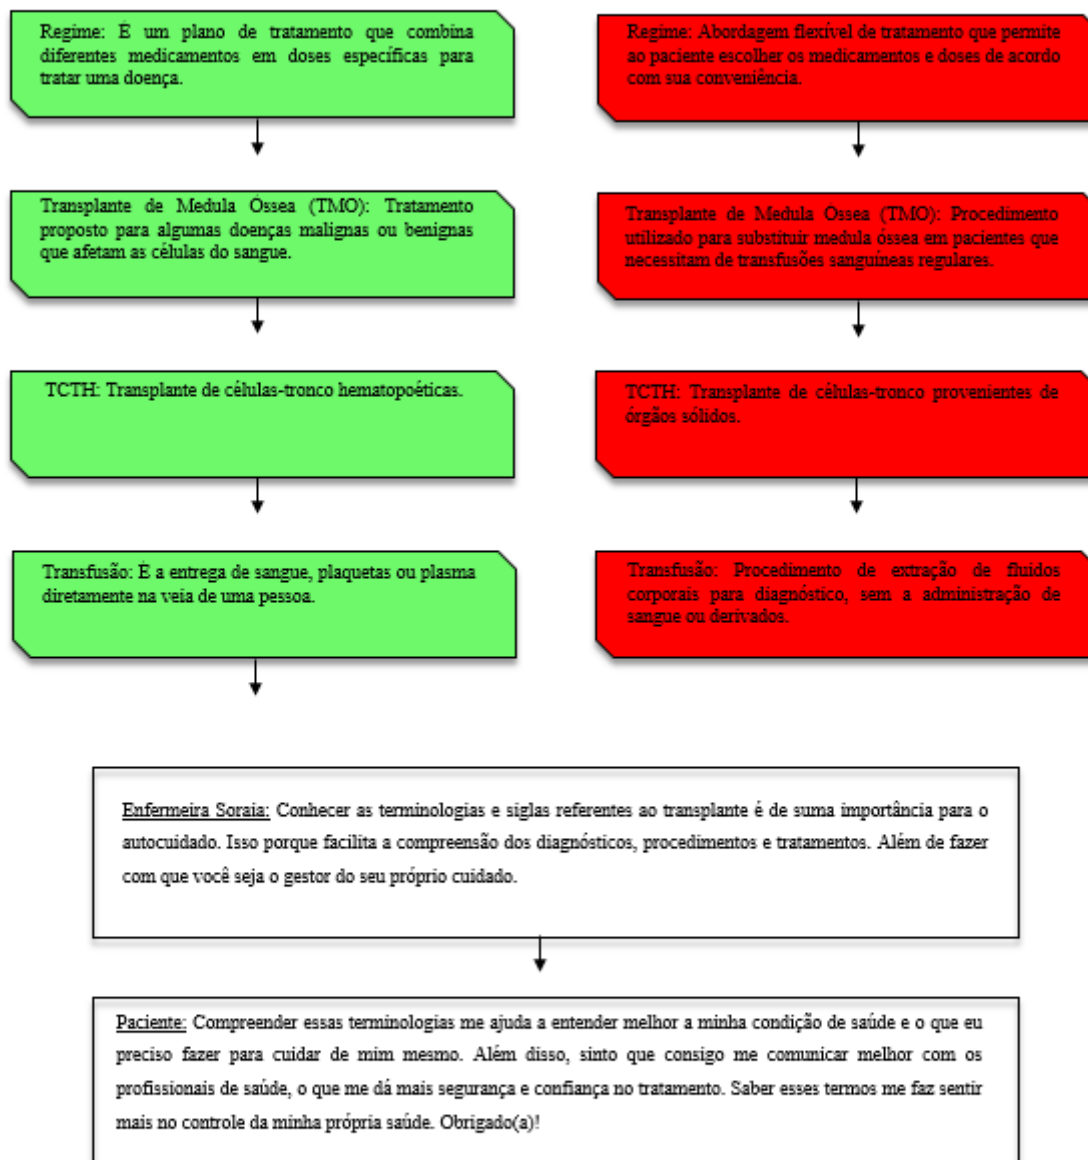 Regime: É um plano de tratamento que combina
diferentes medicamentos em doses específicas para
tratar uma doença.
Regime: Abordagem flexível de tratamento que permite
ao paciente escolher os medicamentos e doses de acordo
com sua conveniência.
Transplante de Medula Óssea (TMO): Tratamento
proposto para algumas doenças malignas ou benignas
que afetam as células do sangue.
Transplante de Medula Óssea (TMO): Procedimento
utilizado para substituir medula óssea em pacientes que
necessitam de transfusões sanguíneas regulares.
TCTH: Transplante de células-tronco hematopoéticas.
TCTH: Transplante de células-tronco provenientes de
órgãos sólidos.
Transfusão: É a entrega de sangue, plaquetas ou plasma
diretamente na veia de uma pessoa.
Transfusão: Procedimento de extração de fluidos
corporais para diagnóstico, sem a administração de
sangue ou derivados.
Enfermeira Soraia: Conhecer as terminologias e siglas referentes ao transplante é de suma importância para o
autocuidado. Isso porque facilita a compreensão dos diagnósticos, procedimentos e tratamentos. Além de fazer
com que você seja o gestor do seu próprio cuidado.
Paciente: Compreender essas terminologias me ajuda a entender melhor a minha condição de saúde e o que eu
preciso fazer para cuidar de mim mesmo. Além disso, sinto que consigo me comunicar melhor com os
profissionais de saúde, o que me dá mais segurança e confiança no tratamento. Saber esses termos me faz sentir
mais no controle da minha própria saúde. Obrigado(a)!